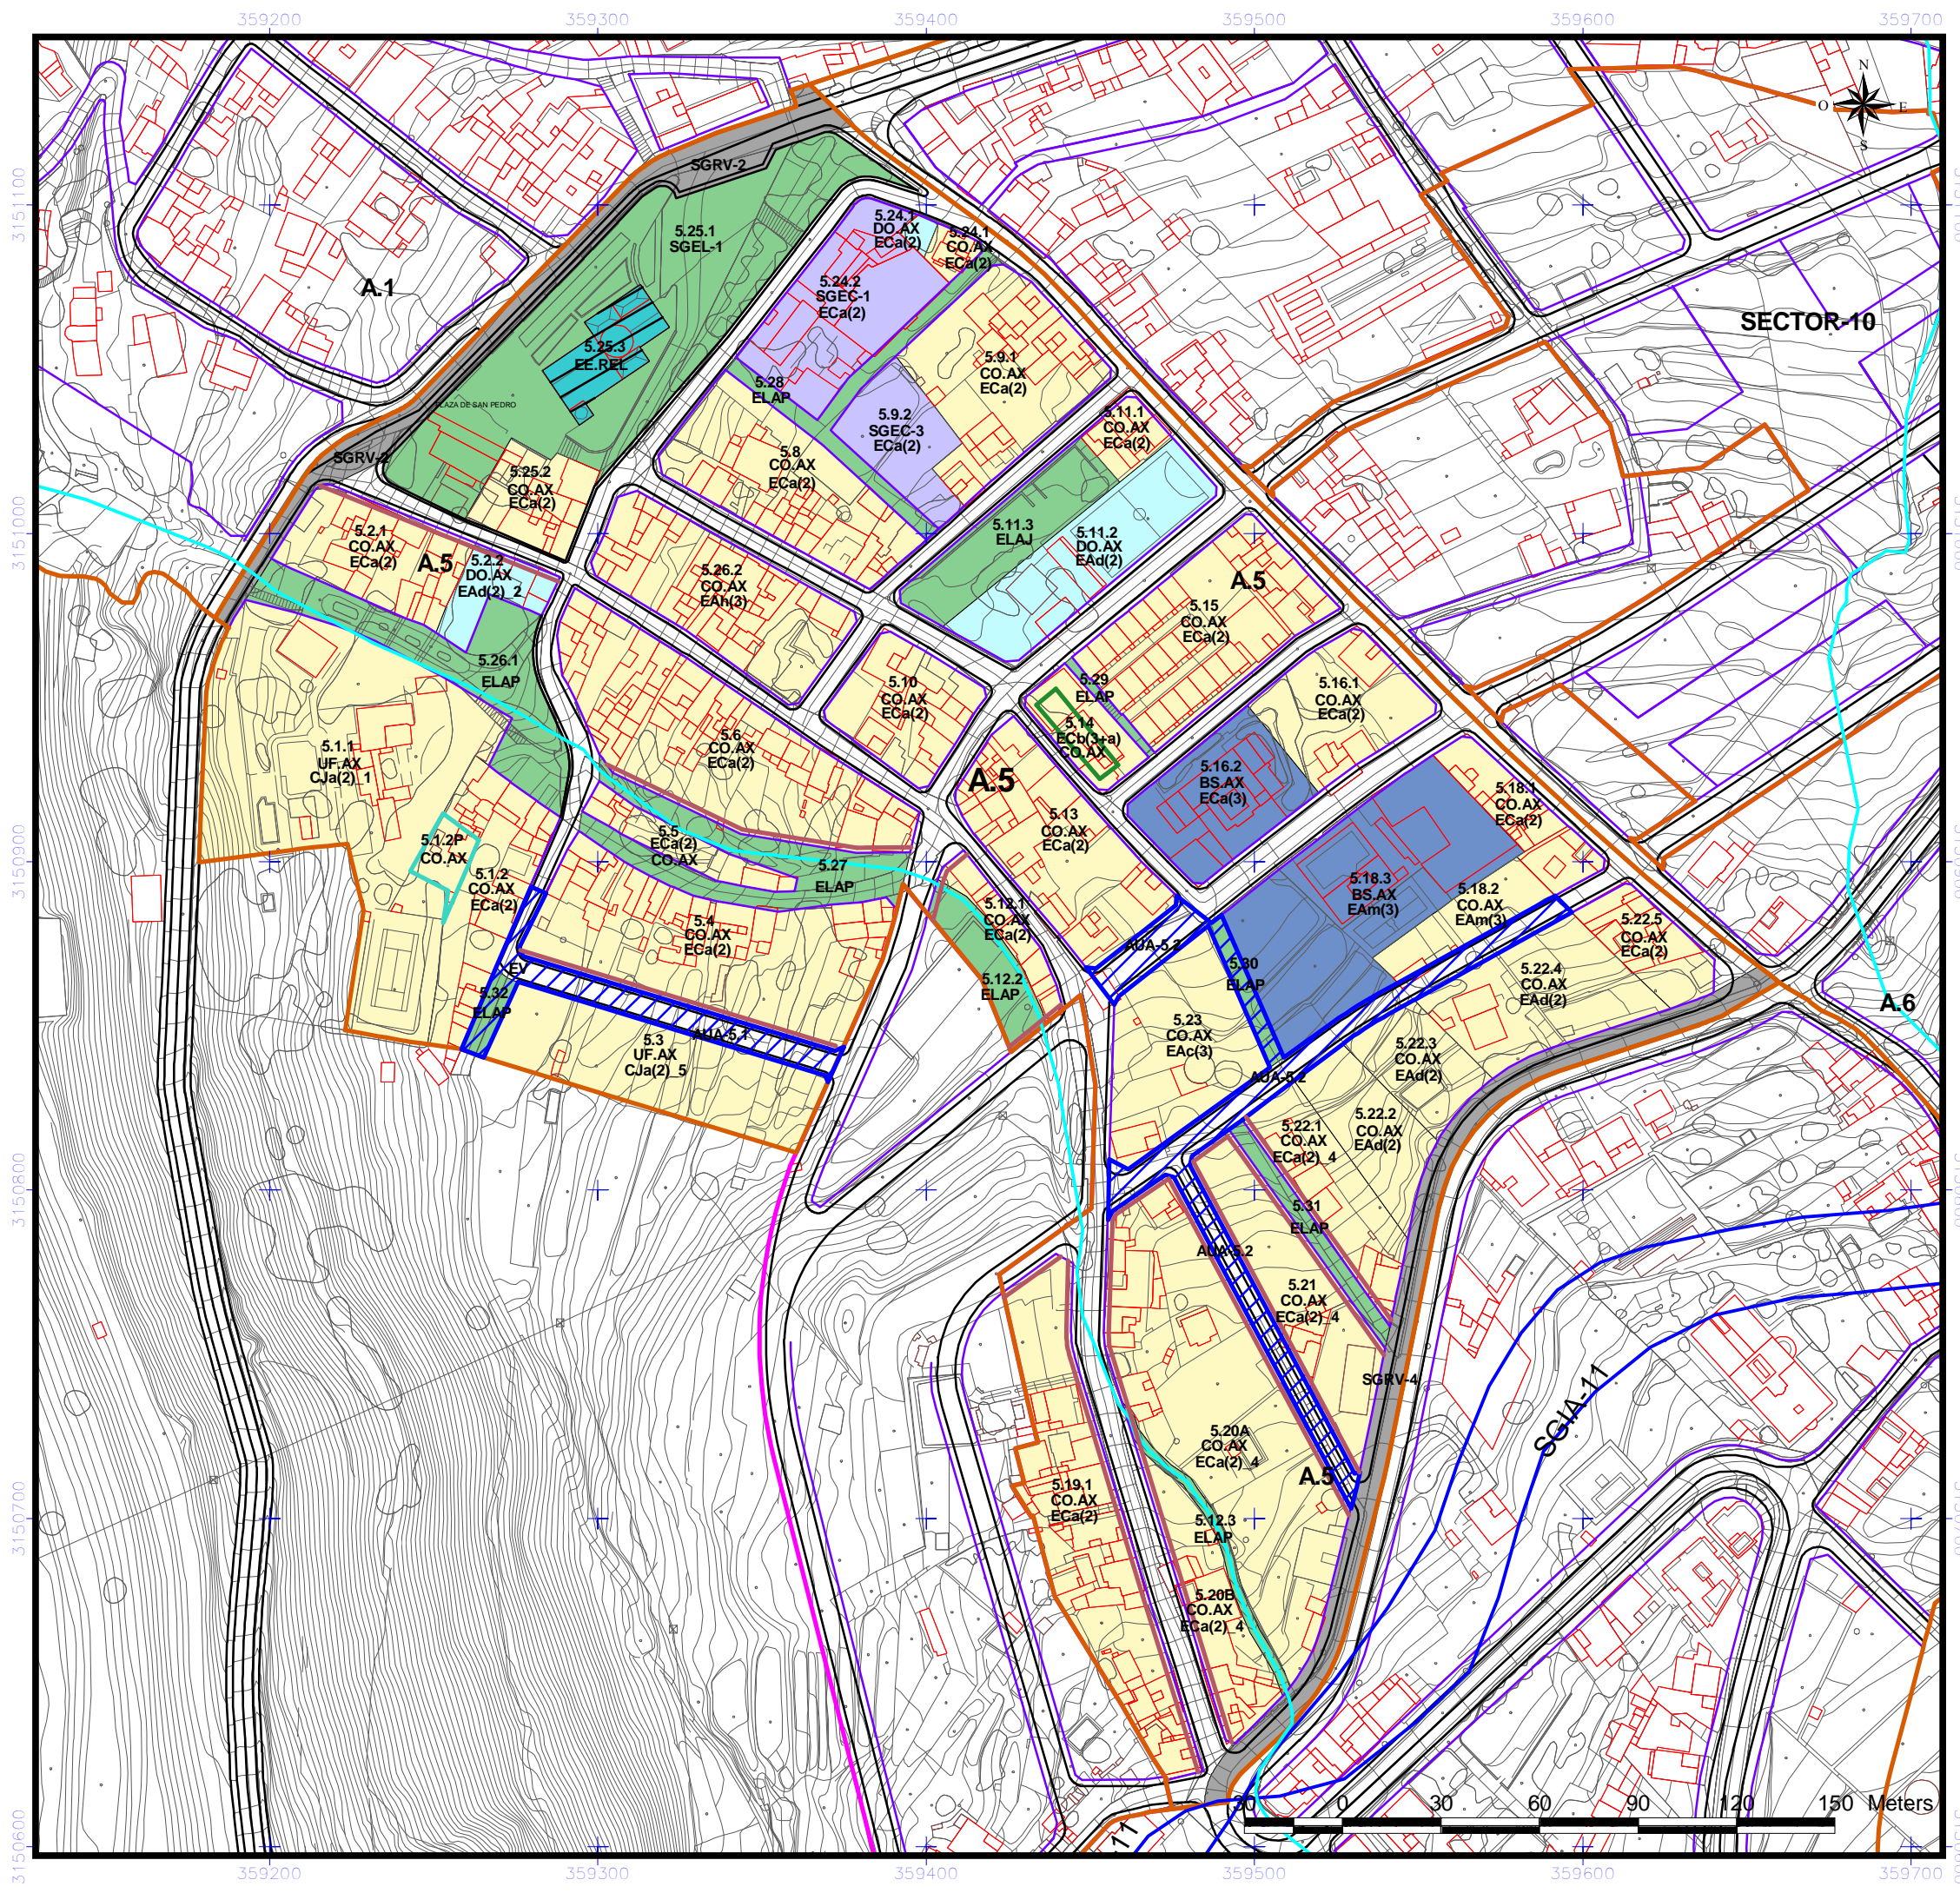 359200
359300
359400
359500
359600
359700
3151100
3151000
3150900
3150800
3150700
3150600
N
O
E
S
SGRV-2
5.25.1
SGEL-1
5.24.1
DO.AX
ECa(2)
5.24.1
CO.AX
ECa(2)
A.1
5.24.2
SGEC-1
ECa(2)
SECTOR-10
5.25.3
EE.REL
5.9.1
CO.AX
ECa(2)
5.28
ELAP
PLAZA DE SAN PEDRO
5.9.2
SGEC-3
ECa(2)
5.11.1
CO.AX
ECa(2)
SGRV-2
5.8
CO.AX
ECa(2)
5.25.2
CO.AX
ECa(2)
5.2.1
CO.AX
ECa(2)
A.5
5.2.2
DO.AX
EAd(2)_2
5.11.3
ELAJ
5.11.2
DO.AX
EAd(2)
5.26.2
CO.AX
EAh(3)
A.5
5.15
CO.AX
ECa(2)
5.26.1
ELAP
5.10
CO.AX
ECa(2)
5.29
ELAP
5.16.1
CO.AX
ECa(2)
5.14
ECb(3+a)
CO.AX
5.6
CO.AX
ECa(2)
5.1.1
UF.AX
CJa(2)_1
A.5
5.16.2
BS.AX
ECa(3)
5.18.1
CO.AX
ECa(2)
5.13
CO.AX
ECa(2)
5.1.2P
CO.AX
5.5
ECa(2)
CO.AX
5.27
ELAP
5.1.2
CO.AX
ECa(2)
5.18.3
BS.AX
EAm(3)
5.18.2
CO.AX
EAm(3)
5.12.1
CO.AX
ECa(2)
5.4
CO.AX
ECa(2)
5.22.5
CO.AX
ECa(2)
AUA-5.2
EV
5.30
ELAP
5.22.4
CO.AX
EAd(2)
5.32
ELAP
5.12.2
ELAP
A.6
AUA-5.1
5.3
UF.AX
CJa(2)_5
5.23
CO.AX
EAc(3)
5.22.3
CO.AX
EAd(2)
AUA-5.2
5.22.1
CO.AX
ECa(2)_4
5.22.2
CO.AX
EAd(2)
5.31
ELAP
AUA-5.2
5.21
CO.AX
ECa(2)_4
SGRV-4
SGIA-11
5.20A
CO.AX
ECa(2)_4
A.5
5.19.1
CO.AX
ECa(2)
5.12.3
ELAP
5.20B
CO.AX
ECa(2)_4
11
30 0 30 60 90 120 150 Meters
359200
359300
359400
359500
359600
359700